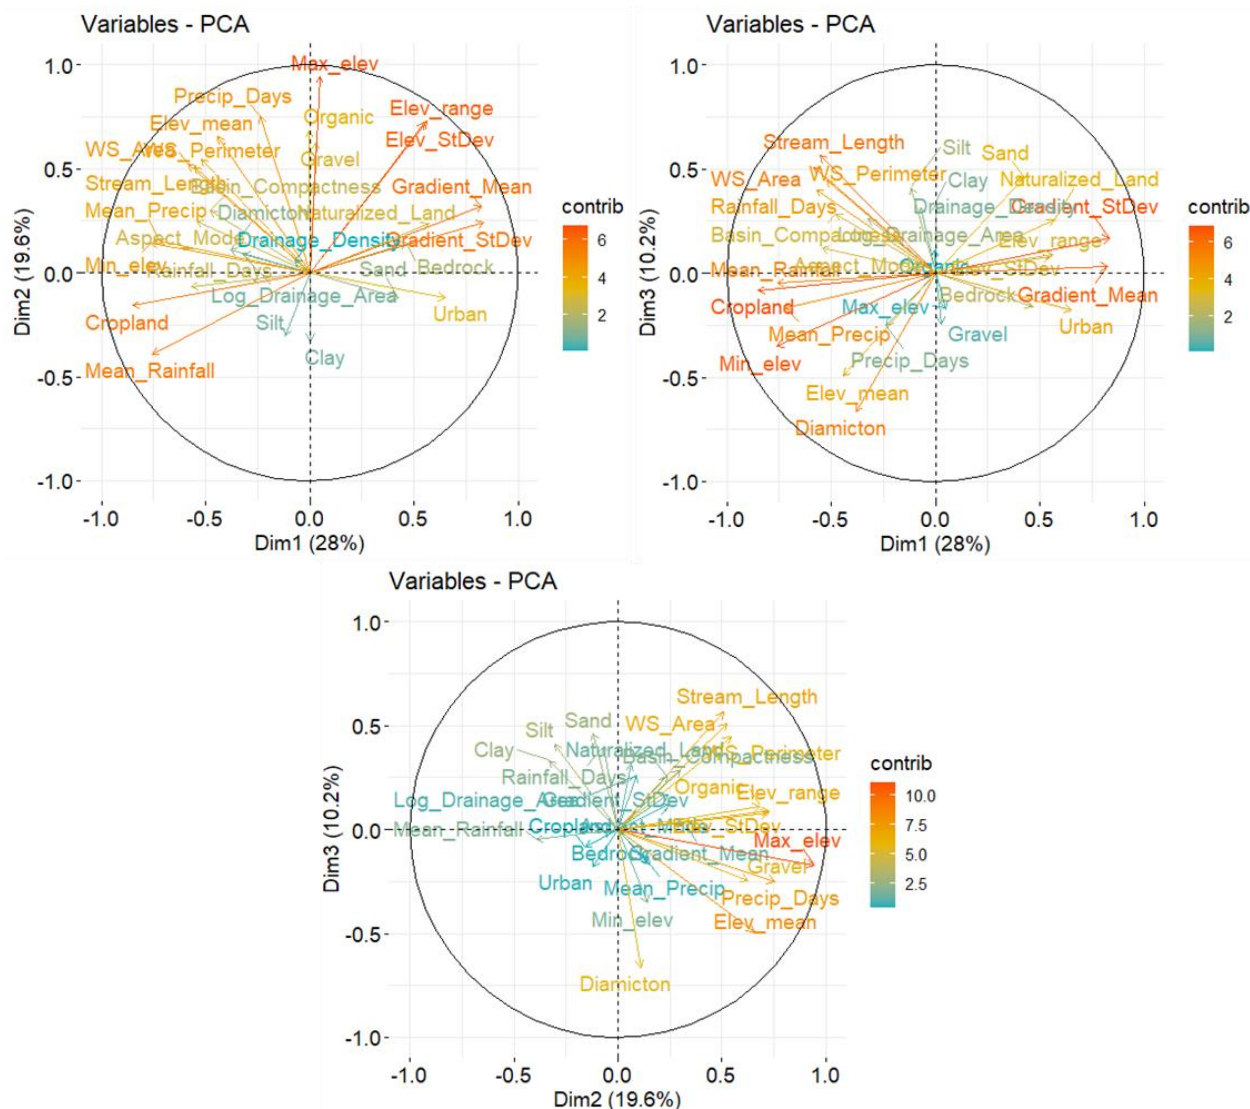 Variables - PCA
1.0
0.5
0.0
-0.5
-1.0
-1.0 -0.5 0.0 0.5 1.0
Dim1 (28%)
Dim2 (19.6%)
Max_elev
Precip_Days
Organic
Elev_range
Elev_mean
Elev_StDev
WS_Area
WS_Perimeter
Gravel
Stream_Length
Basin_Compactness
Gradient_Mean
Mean_Precip
Diamicton
Naturalized_Land
Aspect_Mode
Drainage_Density
Gradient_StDev
Min_elev
Rainfall_Days
Sand
Bedrock
Log_Drainage_Area
Urban
Cropland
Silt
Clay
Mean_Rainfall
contrib
6
4
2
Variables - PCA
1.0
0.5
0.0
-0.5
-1.0
-1.0 -0.5 0.0 0.5 1.0
Dim1 (28%)
Dim3 (10.2%)
Stream_Length
Silt
Sand
WS_Area
WS_Perimeter
Clay
Naturalized_Land
Rainfall_Days
Drainage_Density
Gradient_StDev
Basin_Compactness
Log_Drainage_Area
Elev_range
Mean_Rainfall
Aspect_Mode
Organic
Elev_StDev
Cropland
Max_elev
Bedrock
Gradient_Mean
Mean_Precip
Gravel
Urban
Min_elev
Precip_Days
Elev_mean
Diamicton
contrib
6
4
2
Variables - PCA
1.0
0.5
0.0
-0.5
-1.0
-1.0 -0.5 0.0 0.5 1.0
Dim2 (19.6%)
Dim3 (10.2%)
Stream_Length
Sand
WS_Area
Silt
Clay
Naturalized_Land
WS_Perimeter
Basin_Compactness
Rainfall_Days
Organic
Elev_range
Log_Drainage_Area
Gradient_StDev
Mean_Rainfall
Cropland
Aspect_Mode
Elev_StDev
Max_elev
Bedrock
Gradient_Mean
Gravel
Urban
Mean_Precip
Precip_Days
Min_elev
Elev_mean
Diamicton
contrib
10.0
7.5
5.0
2.5